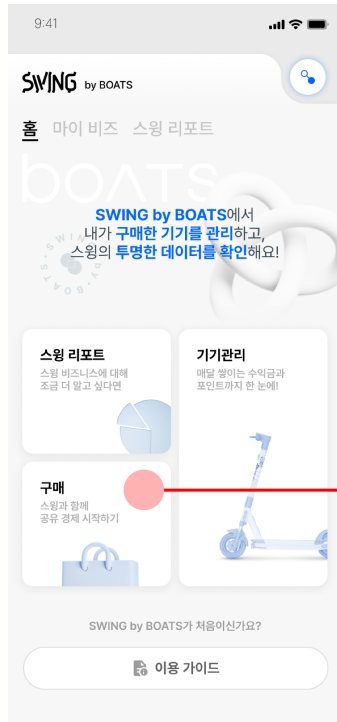 9:41
SWING by BOATS
홈 마이 비즈 스윙 리포트
BOATS
SWING by BOATS에서
내가 구매한 기기를 관리하고,
스윙의 투명한 데이터를 확인해요!
SWING · BY · BOATS ·
스윙 리포트
스윙 비즈니스에 대해
조금 더 알고 싶다면
기기관리
매달 쌓이는 수익금과
포인트까지 한 눈에!
구매
스윙과 함께
공유 경제 시작하기
SWING by BOATS가 처음이신가요?
이용 가이드